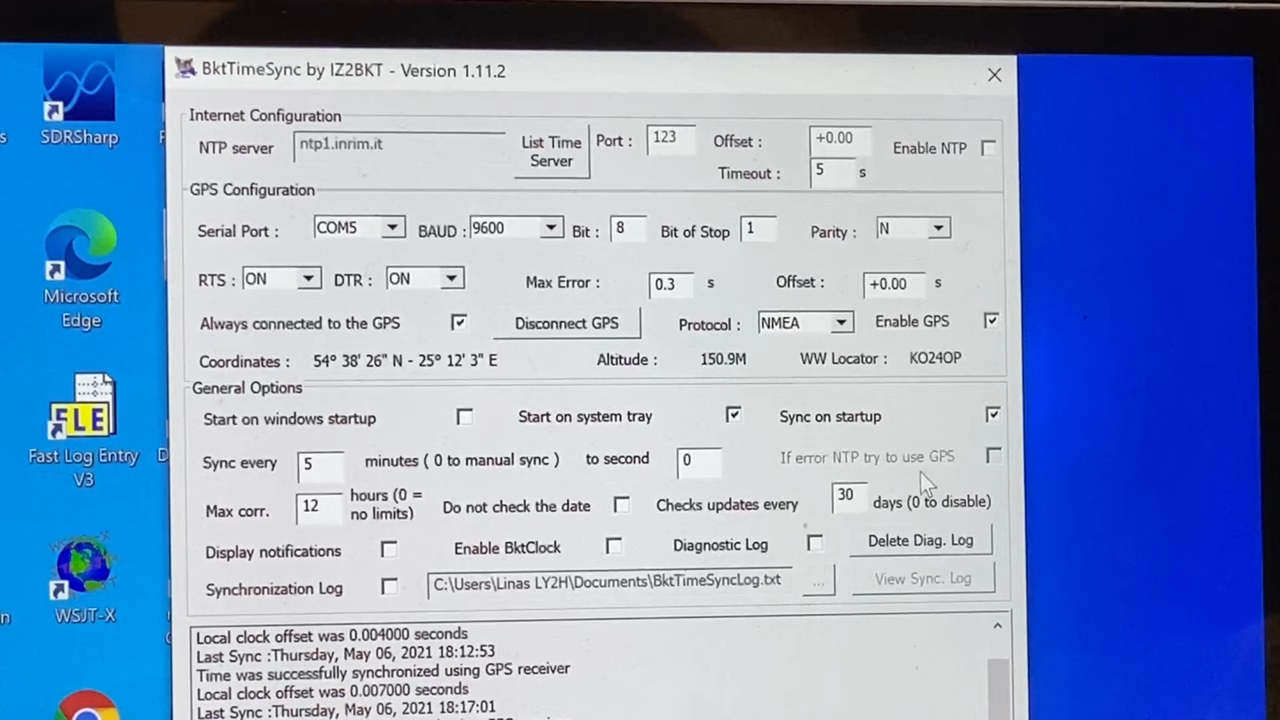 BktTimeSync by IZ2BKT - Version 1.11.2
SDRSharp
Internet Configuration
NTP server ntp1.inrim.it List Time Server Port : 123 Offset : +0.00 Enable NTP
Timeout : 5 s
GPS Configuration
Serial Port : COM5 BAUD : 9600 Bit : 8 Bit of Stop 1 Parity : N
RTS : ON DTR : ON Max Error : 0.3 s Offset : +0.00 s
Microsoft
Edge
Always connected to the GPS Disconnect GPS Protocol : NMEA Enable GPS
Coordinates : 54° 38' 26" N - 25° 12' 3" E Altitude : 150.9M WW Locator : KO24OP
General Options
Start on windows startup Start on system tray Sync on startup
FLE
Fast Log Entry
V3
Sync every 5 minutes ( 0 to manual sync ) to second 0 If error NTP try to use GPS
Max corr. 12 hours (0 = no limits) Do not check the date Checks updates every 30 days (0 to disable)
Display notifications Enable BktClock Diagnostic Log Delete Diag. Log
Synchronization Log C:\Users\Linas LY2H\Documents\BktTimeSyncLog.txt ... View Sync. Log
WSJT-X
Local clock offset was 0.004000 seconds
Last Sync :Thursday, May 06, 2021 18:12:53
Time was successfully synchronized using GPS receiver
Local clock offset was 0.007000 seconds
Last Sync :Thursday, May 06, 2021 18:17:01